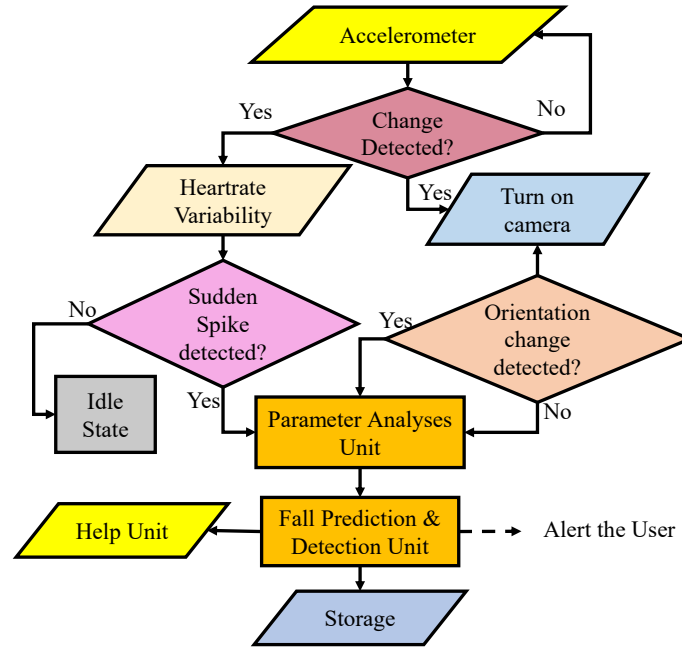 Accelerometer
Yes
No
Change
Detected?
Heartrate
Variability
Yes
Turn on
camera
No
Sudden
Spike
detected?
Yes
Orientation
change
detected?
Idle
State
Yes
Parameter Analyses
Unit
No
Help Unit
Fall Prediction &
Detection Unit
Alert the User
Storage